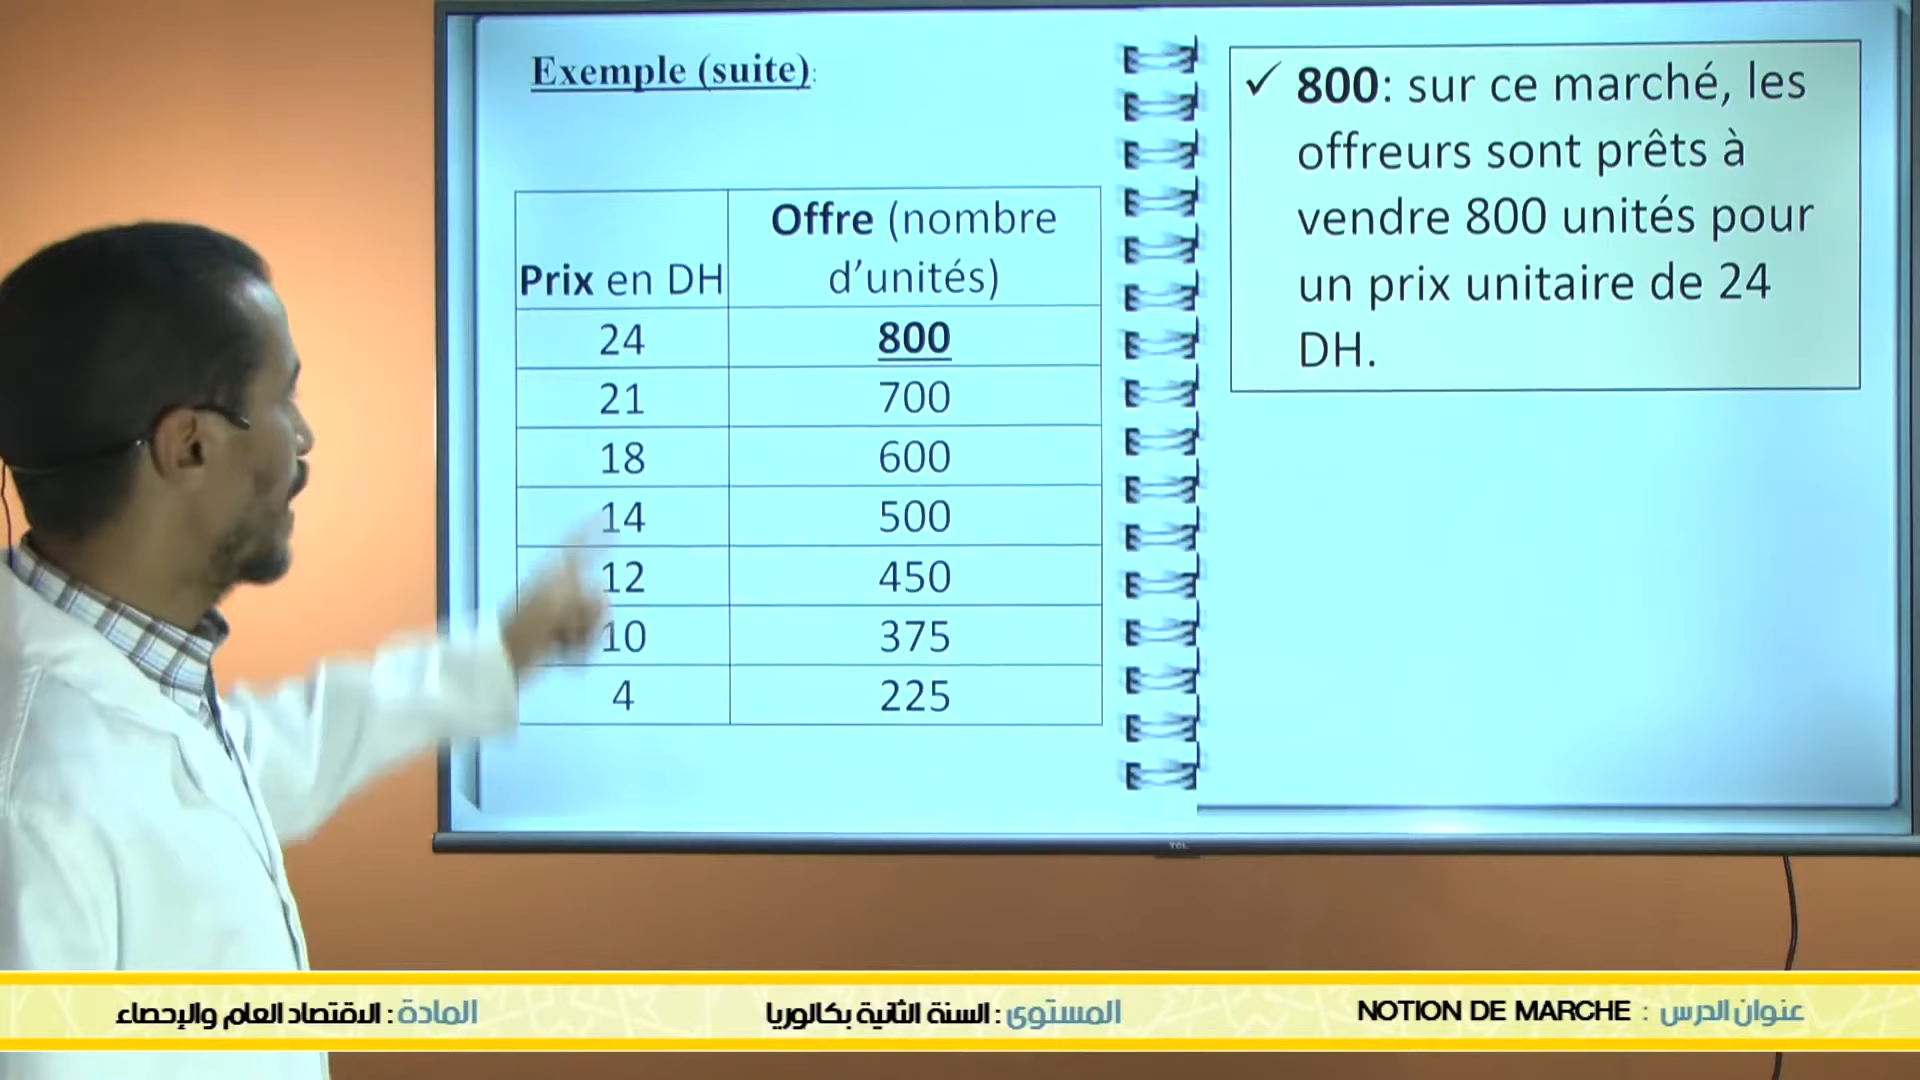 Exemple (suite):
Prix en DH
Offre (nombre
d’unités)
24 800
21 700
18 600
14 500
12 450
10 375
4 225
✓ 800: sur ce marché, les
offreurs sont prêts à
vendre 800 unités pour
un prix unitaire de 24
DH.
TCL
عنوان الدرس : NOTION DE MARCHE
المستوى : السنة الثانية بكالوريا
المادة : الاقتصاد العام والإحصاء